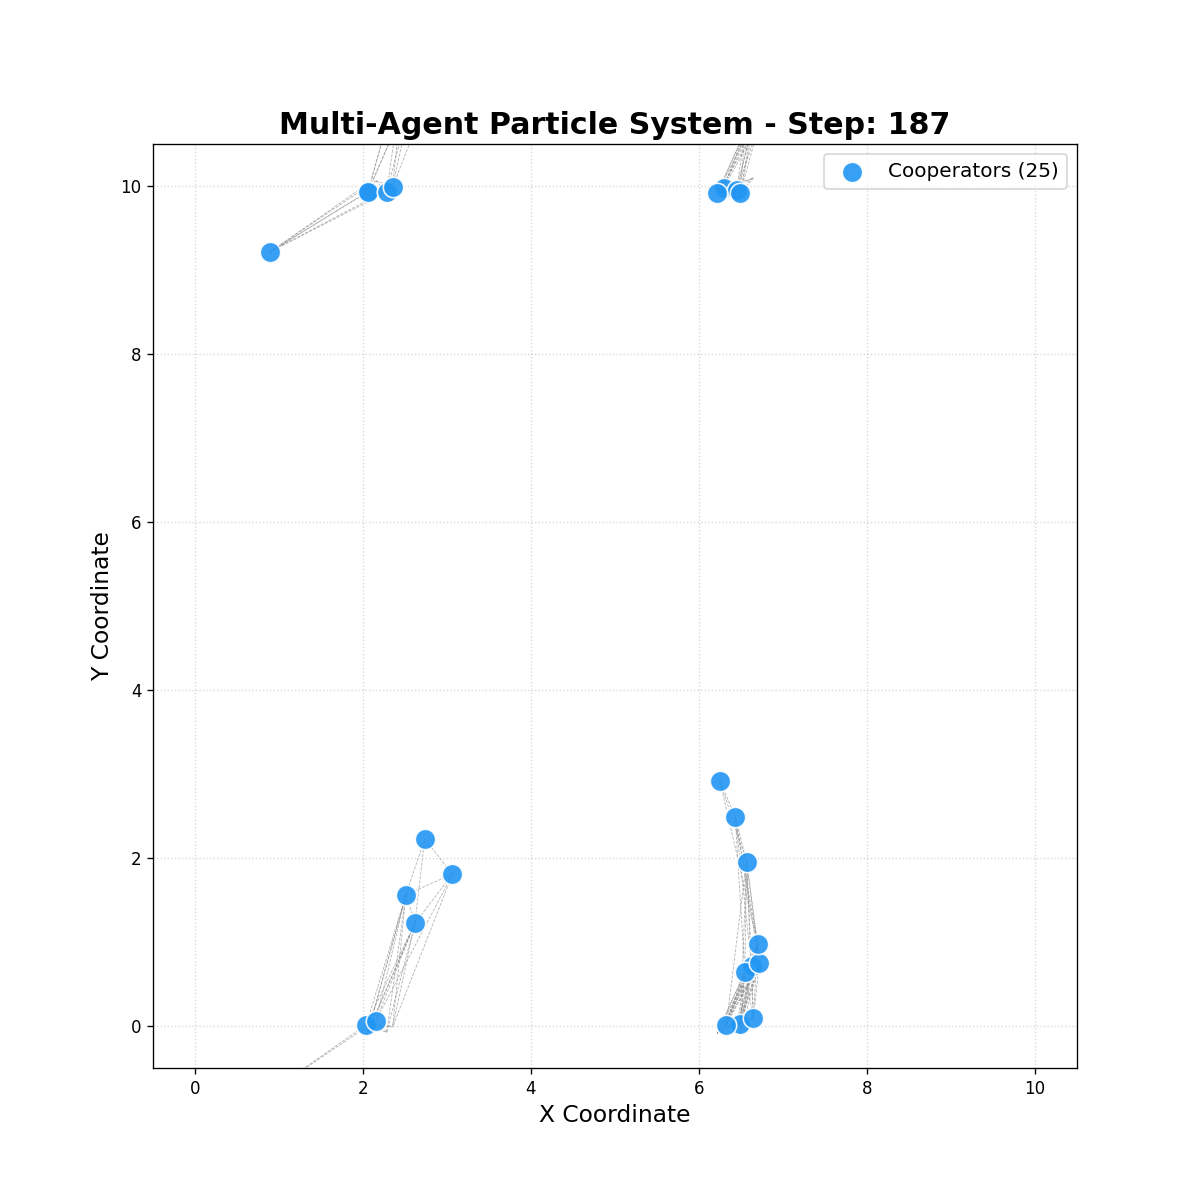 Multi-Agent Particle System - Step: 187
Cooperators (25)
10
8
6
4
2
0
Y Coordinate
0 2 4 6 8 10
X Coordinate